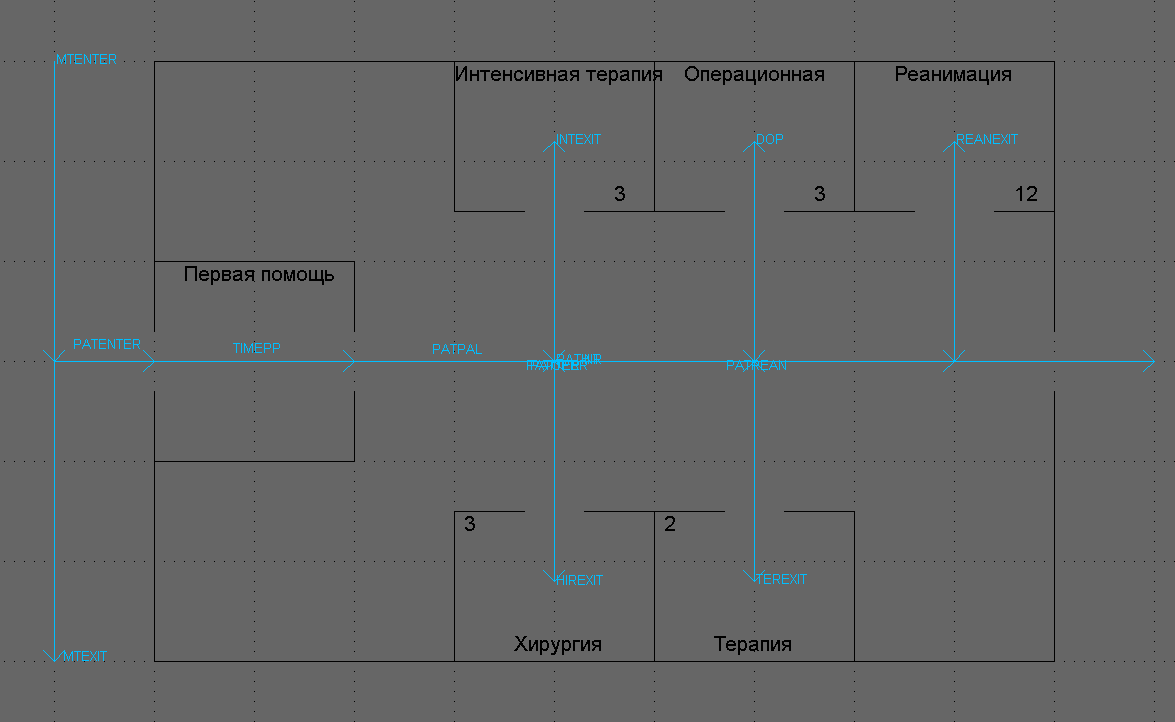 MTENTER
Интенсивная терапия
Операционная
Реанимация
INTEXIT
DOP
REANEXIT
3
3
12
Первая помощь
PATENTER
TIMEPP
PATPAL
PATREAN
3
2
HIREXIT
TEREXIT
Хирургия
Терапия
MTEXIT